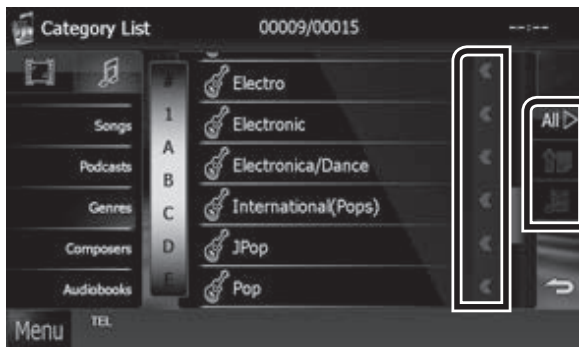 Category List 00009/00015 --:--
Electro
Electronic
Electronica/Dance
International(Pops)
JPop
Pop
Songs
Podcasts
Genres
Composers
Audiobooks
#
1
A
B
C
D
E
All
Menu TEL